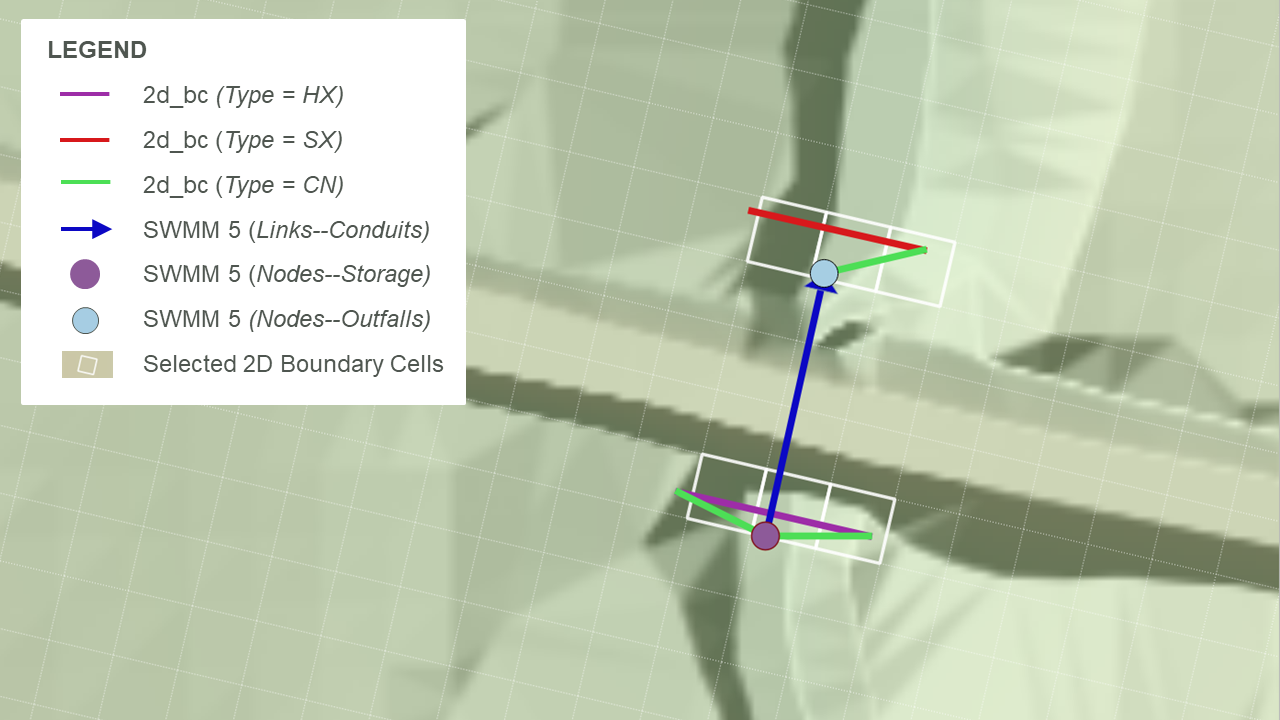 LEGEND
2d_bc (Type = HX)
2d_bc (Type = SX)
2d_bc (Type = CN)
SWMM 5 (Links--Conduits)
SWMM 5 (Nodes--Storage)
SWMM 5 (Nodes--Outfalls)
Selected 2D Boundary Cells